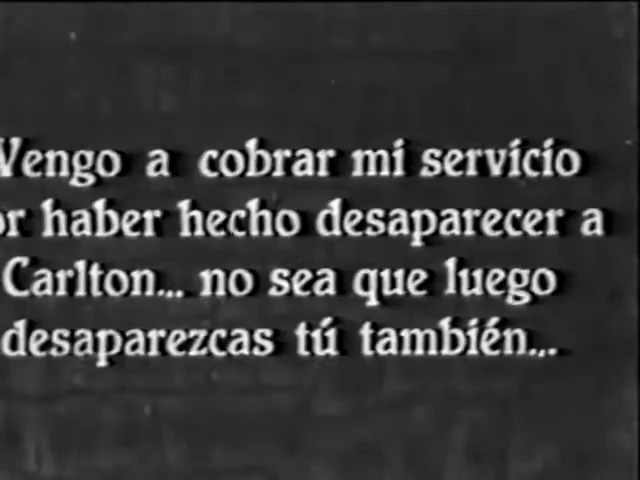 Vengo a cobrar mi servicio
or haber hecho desaparecer a
Carlton... no sea que luego
desaparezcas tú también...